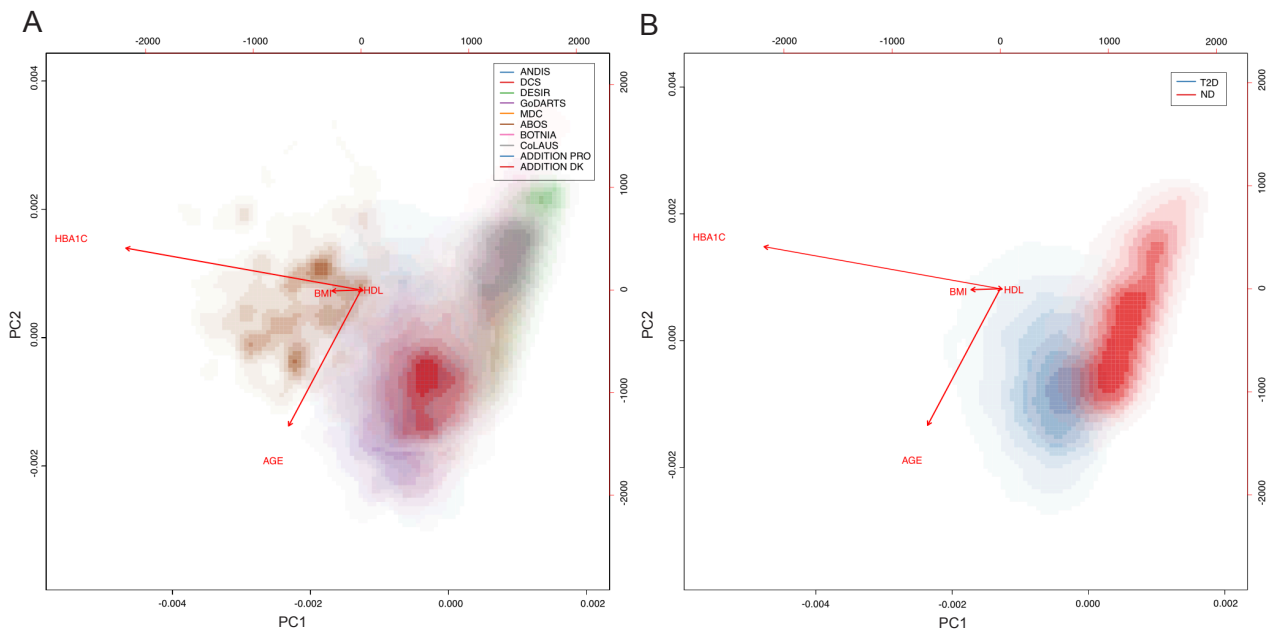 A
-2000 -1000 0 1000 2000
ANDIS
DCS
DESIR
GoDARTS
MDC
ABOS
BOTNIA
CoLAUS
ADDITION PRO
ADDITION DK
0.004
0.002
0.000
-0.002
PC2
2000
1000
0
-1000
-2000
HBA1C
BMI
HDL
AGE
-0.004 -0.002 0.000 0.002
PC1
B
-2000 -1000 0 1000 2000
T2D
ND
0.004
0.002
0.000
-0.002
PC2
2000
1000
0
-1000
-2000
HBA1C
BMI
HDL
AGE
-0.004 -0.002 0.000 0.002
PC1